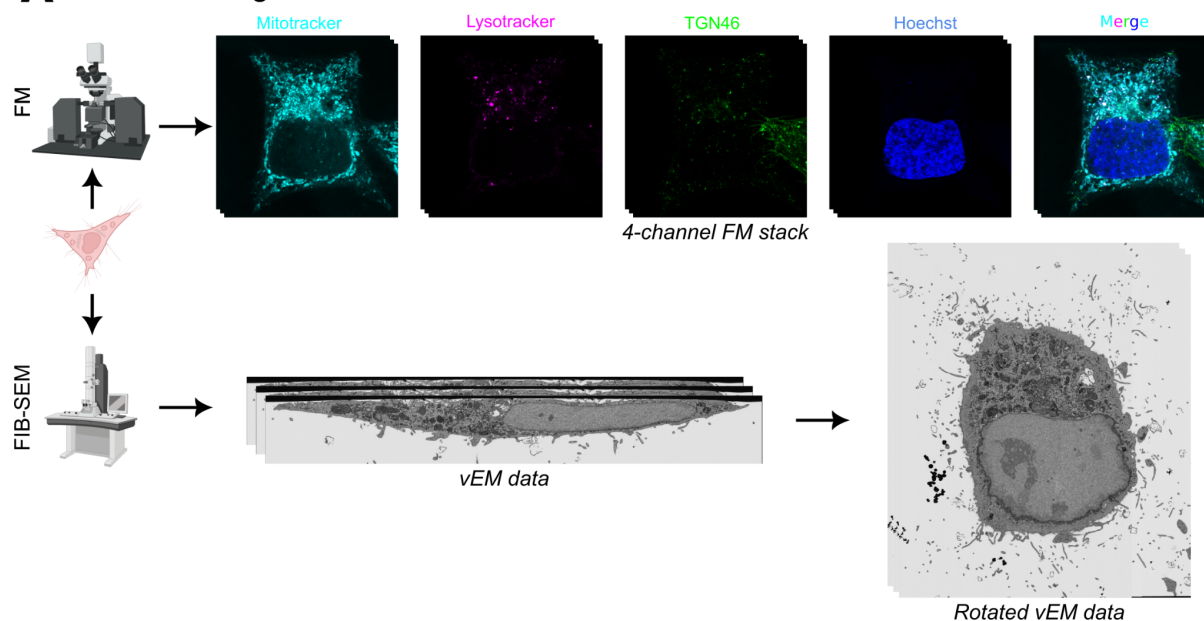 Mitotracker
Lysotracker
TGN46
Hoechst
Merge
FM
4-channel FM stack
FIB-SEM
vEM data
Rotated vEM data